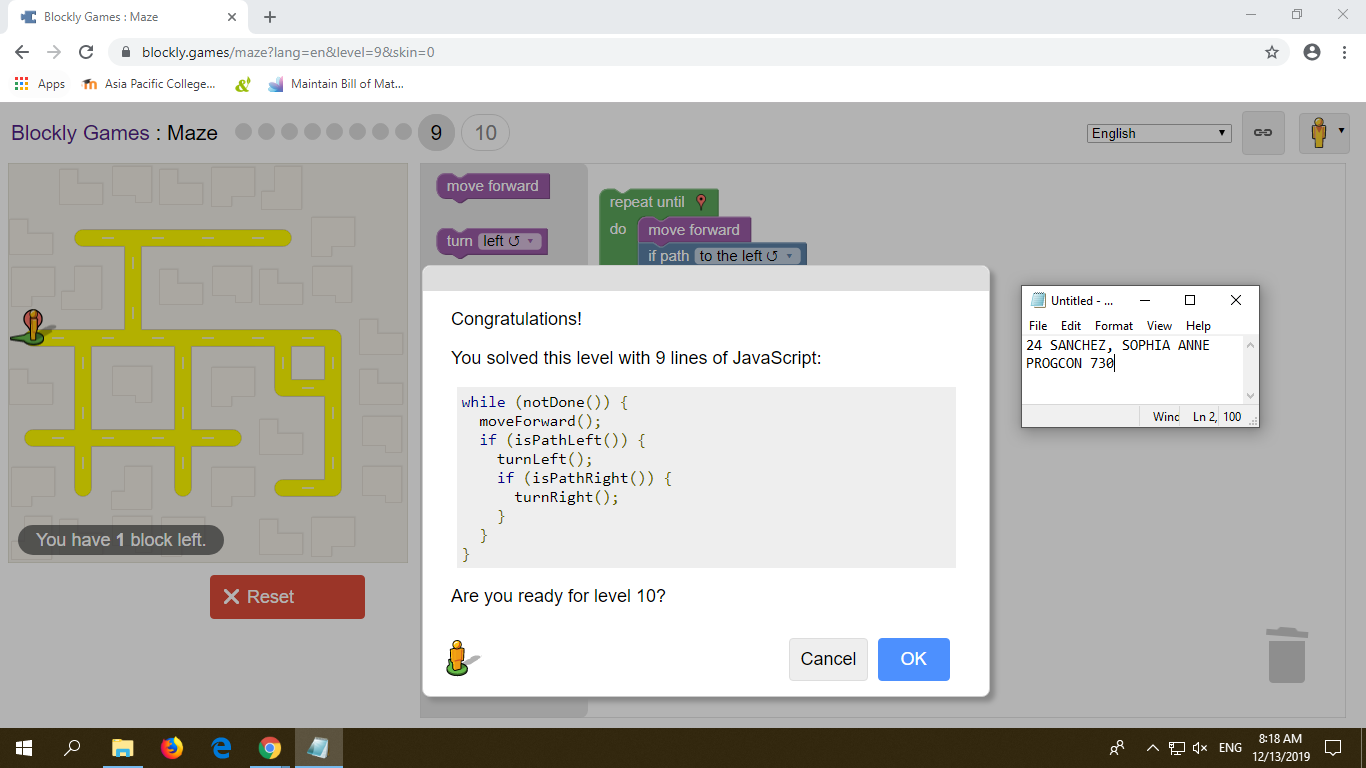 Blockly Games : Maze
blockly.games/maze?lang=en&level=9&skin=0
Apps
Asia Pacific College...
Maintain Bill of Mat...
Blockly Games : Maze
9
10
English
move forward
turn left ↺
repeat until
do
move forward
if path to the left ↺
You have 1 block left.
Reset
Congratulations!
You solved this level with 9 lines of JavaScript:
while (notDone()) {
  moveForward();
  if (isPathLeft()) {
    turnLeft();
    if (isPathRight()) {
      turnRight();
    }
  }
}
Are you ready for level 10?
Cancel
OK
Untitled - ...
File Edit Format View Help
24 SANCHEZ, SOPHIA ANNE
PROGCON 730
Winc
Ln 2,
100
ENG
8:18 AM
12/13/2019